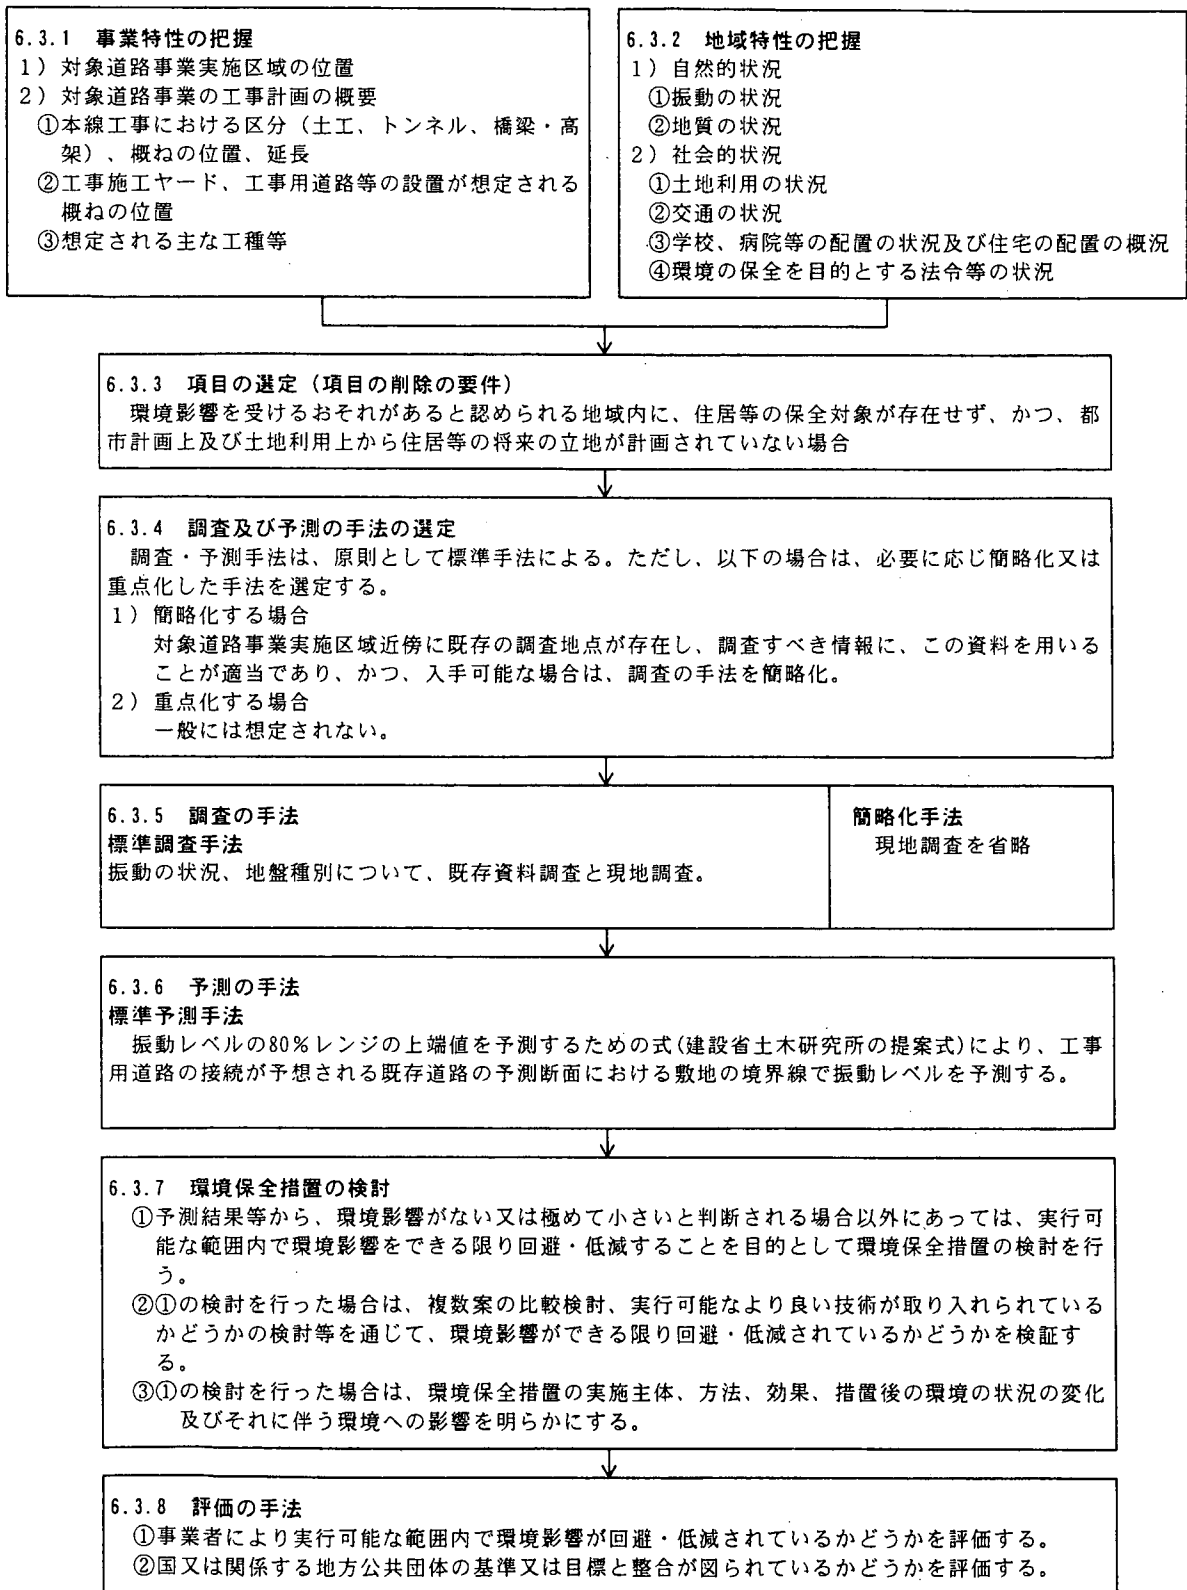 6.3.1 事業特性の把握
1）対象道路事業実施区域の位置
2）対象道路事業の工事計画の概要
①本線工事における区分（土工、トンネル、橋梁・高
架）、概ねの位置、延長
②工事施工ヤード、工事用道路等の設置が想定される
概ねの位置
③想定される主な工種等
6.3.2 地域特性の把握
1）自然的状況
①振動の状況
②地質の状況
2）社会的状況
①土地利用の状況
②交通の状況
③学校、病院等の配置の状況及び住宅の配置の概況
④環境の保全を目的とする法令等の状況
6.3.3 項目の選定（項目の削除の要件）
環境影響を受けるおそれがあると認められる地域内に、住居等の保全対象が存在せず、かつ、都
市計画上及び土地利用上から住居等の将来の立地が計画されていない場合
6.3.4 調査及び予測の手法の選定
調査・予測手法は、原則として標準手法による。ただし、以下の場合は、必要に応じ簡略化又は
重点化した手法を選定する。
1）簡略化する場合
対象道路事業実施区域近傍に既存の調査地点が存在し、調査すべき情報に、この資料を用いる
ことが適当であり、かつ、入手可能な場合は、調査の手法を簡略化。
2）重点化する場合
一般には想定されない。
6.3.5 調査の手法
標準調査手法
振動の状況、地盤種別について、既存資料調査と現地調査。
簡略化手法
現地調査を省略
6.3.6 予測の手法
標準予測手法
振動レベルの80％レンジの上端値を予測するための式(建設省土木研究所の提案式)により、工事
用道路の接続が予想される既存道路の予測断面における敷地の境界線で振動レベルを予測する。
6.3.7 環境保全措置の検討
①予測結果等から、環境影響がない又は極めて小さいと判断される場合以外にあっては、実行可
能な範囲内で環境影響をできる限り回避・低減することを目的として環境保全措置の検討を行
う。
②①の検討を行った場合は、複数案の比較検討、実行可能なより良い技術が取り入れられている
かどうかの検討等を通じて、環境影響ができる限り回避・低減されているかどうかを検証す
る。
③①の検討を行った場合は、環境保全措置の実施主体、方法、効果、措置後の環境の状況の変化
及びそれに伴う環境への影響を明らかにする。
6.3.8 評価の手法
①事業者により実行可能な範囲内で環境影響が回避・低減されているかどうかを評価する。
②国又は関係する地方公共団体の基準又は目標と整合が図られているかどうかを評価する。